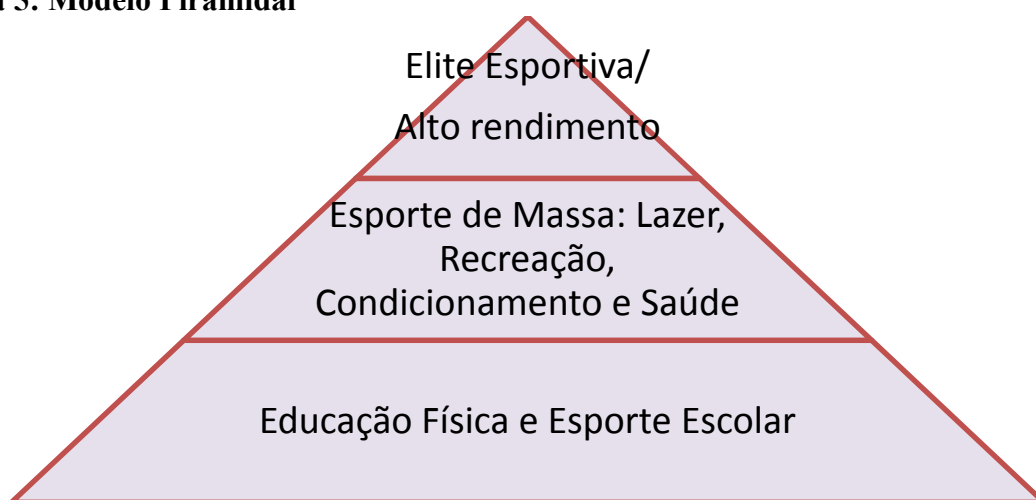 3: Modelo Piramidal
Elite Esportiva/
Alto rendimento
Esporte de Massa: Lazer,
Recreação,
Condicionamento e Saúde
Educação Física e Esporte Escolar